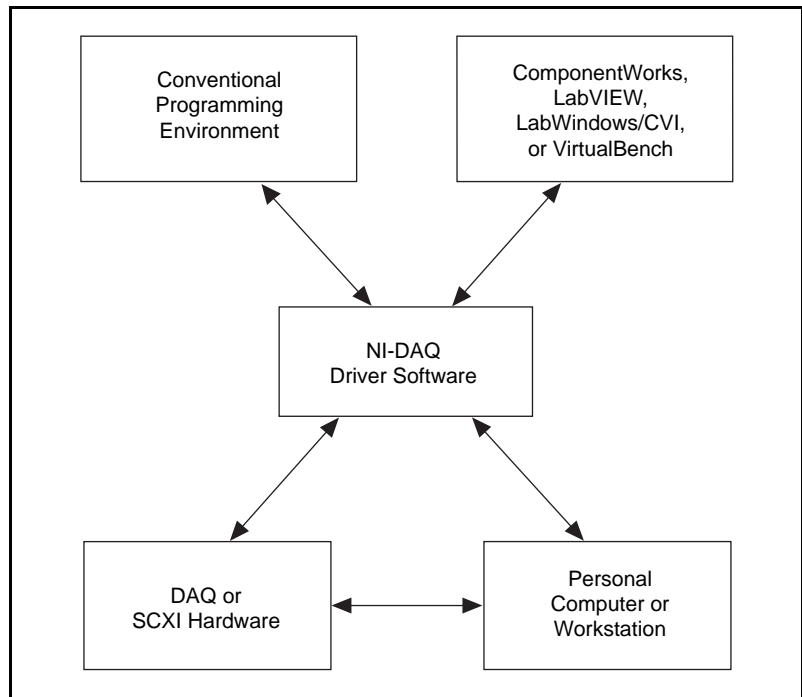 Conventional
Programming
Environment
ComponentWorks,
LabVIEW,
LabWindows/CVI,
or VirtualBench
NI-DAQ
Driver Software
DAQ or
SCXI Hardware
Personal
Computer or
Workstation